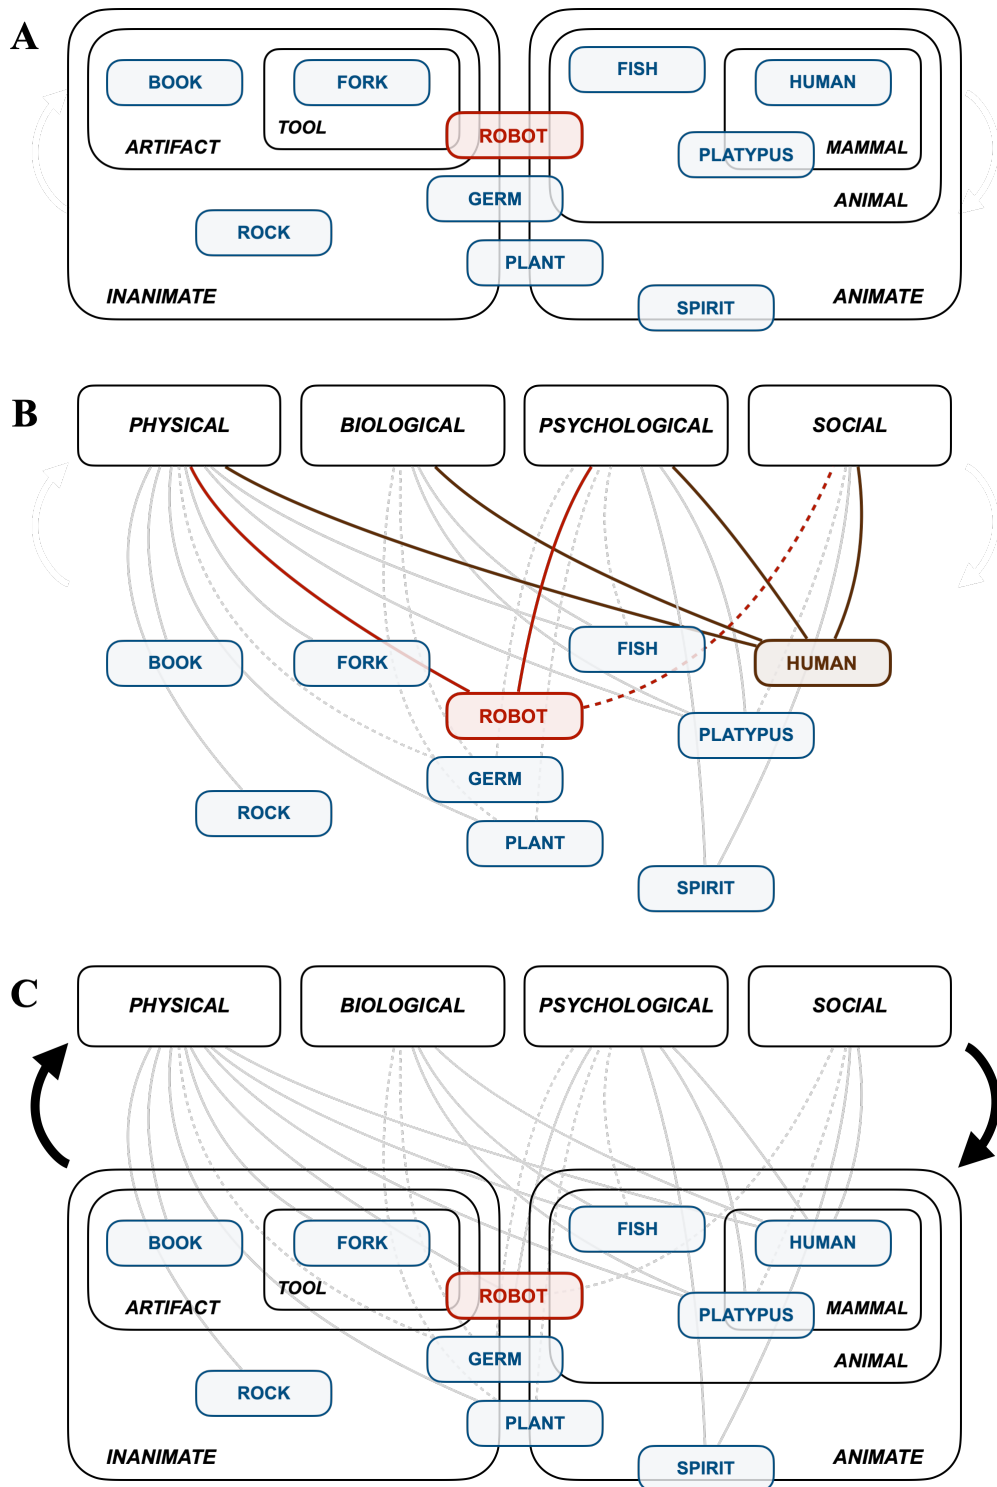 A
BOOK
FORK
FISH
HUMAN
TOOL
ROBOT
ARTIFACT
PLATYPUS
MAMMAL
GERM
ANIMAL
ROCK
PLANT
INANIMATE
SPIRIT
ANIMATE
B
PHYSICAL
BIOLOGICAL
PSYCHOLOGICAL
SOCIAL
BOOK
FORK
FISH
HUMAN
ROBOT
PLATYPUS
GERM
ROCK
PLANT
SPIRIT
C
PHYSICAL
BIOLOGICAL
PSYCHOLOGICAL
SOCIAL
BOOK
FORK
FISH
HUMAN
TOOL
ROBOT
ARTIFACT
PLATYPUS
MAMMAL
GERM
ANIMAL
ROCK
PLANT
INANIMATE
SPIRIT
ANIMATE